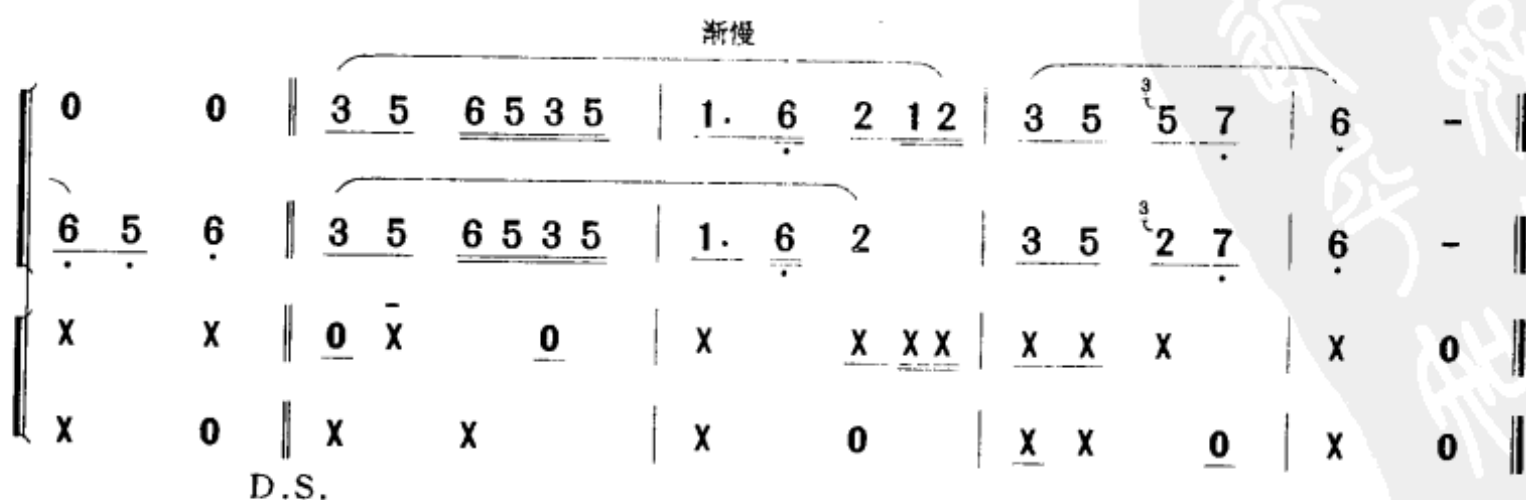 渐慢
0 0 ‖ 3 5 6 5 3 5 | 1. 6 2 1 2 | 3 5 3 5 7 | 6 - ‖
6 5 6 ‖ 3 5 6 5 3 5 | 1. 6 2 | 3 5 3 2 7 | 6 - ‖
X X ‖ 0 X 0 | X X X X | X X X | X 0 ‖
X 0 ‖ X X | X 0 | X X 0 | X 0 ‖
D.S.